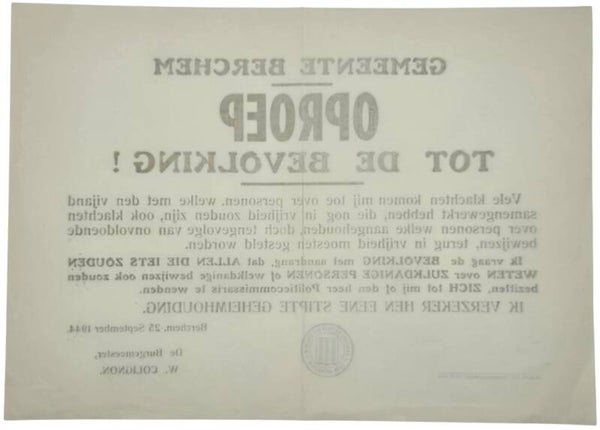 GEMEENTE BERCHEM
OPROEP
TOT DE BEVOLKING !
Vele klachten komen mij toe over personen, welke met den vijand
samengewerkt hebben, die nog in vrijheid zouden zijn, ook klachten
over personen welke aangehouden, doch tengevolge van onvoldoende
bewijzen, terug in vrijheid moesten gesteld worden.
Ik vraag de BEVOLKING met aandrang, dat ALLEN DIE IETS ZOUDEN
WETEN over ZULKDANIGE PERSONEN of welkdanige bewijzen ook zouden
bezitten, ZICH tot mij of den heer Politiecommissaris te wenden.
IK VERZEKER HEN EENE STIPTE GEHEIMHOUDING.
Berchem, 25 September 1944.
De Burgemeester,
W. COLIGNON.